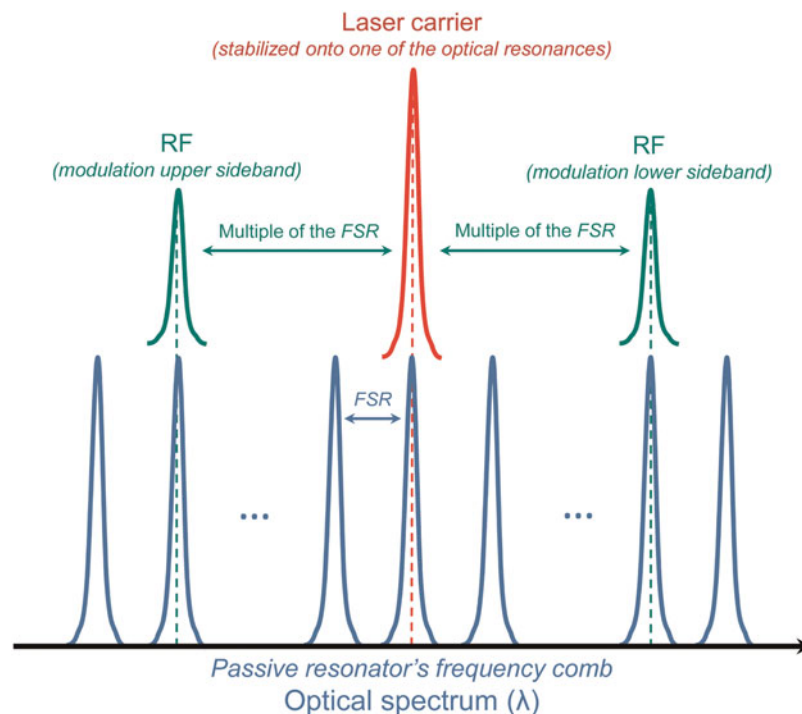 Laser carrier
(stabilized onto one of the optical resonances)
RF
(modulation upper sideband)
RF
(modulation lower sideband)
Multiple of the FSR
Multiple of the FSR
FSR
...
...
Passive resonator's frequency comb
Optical spectrum (λ)